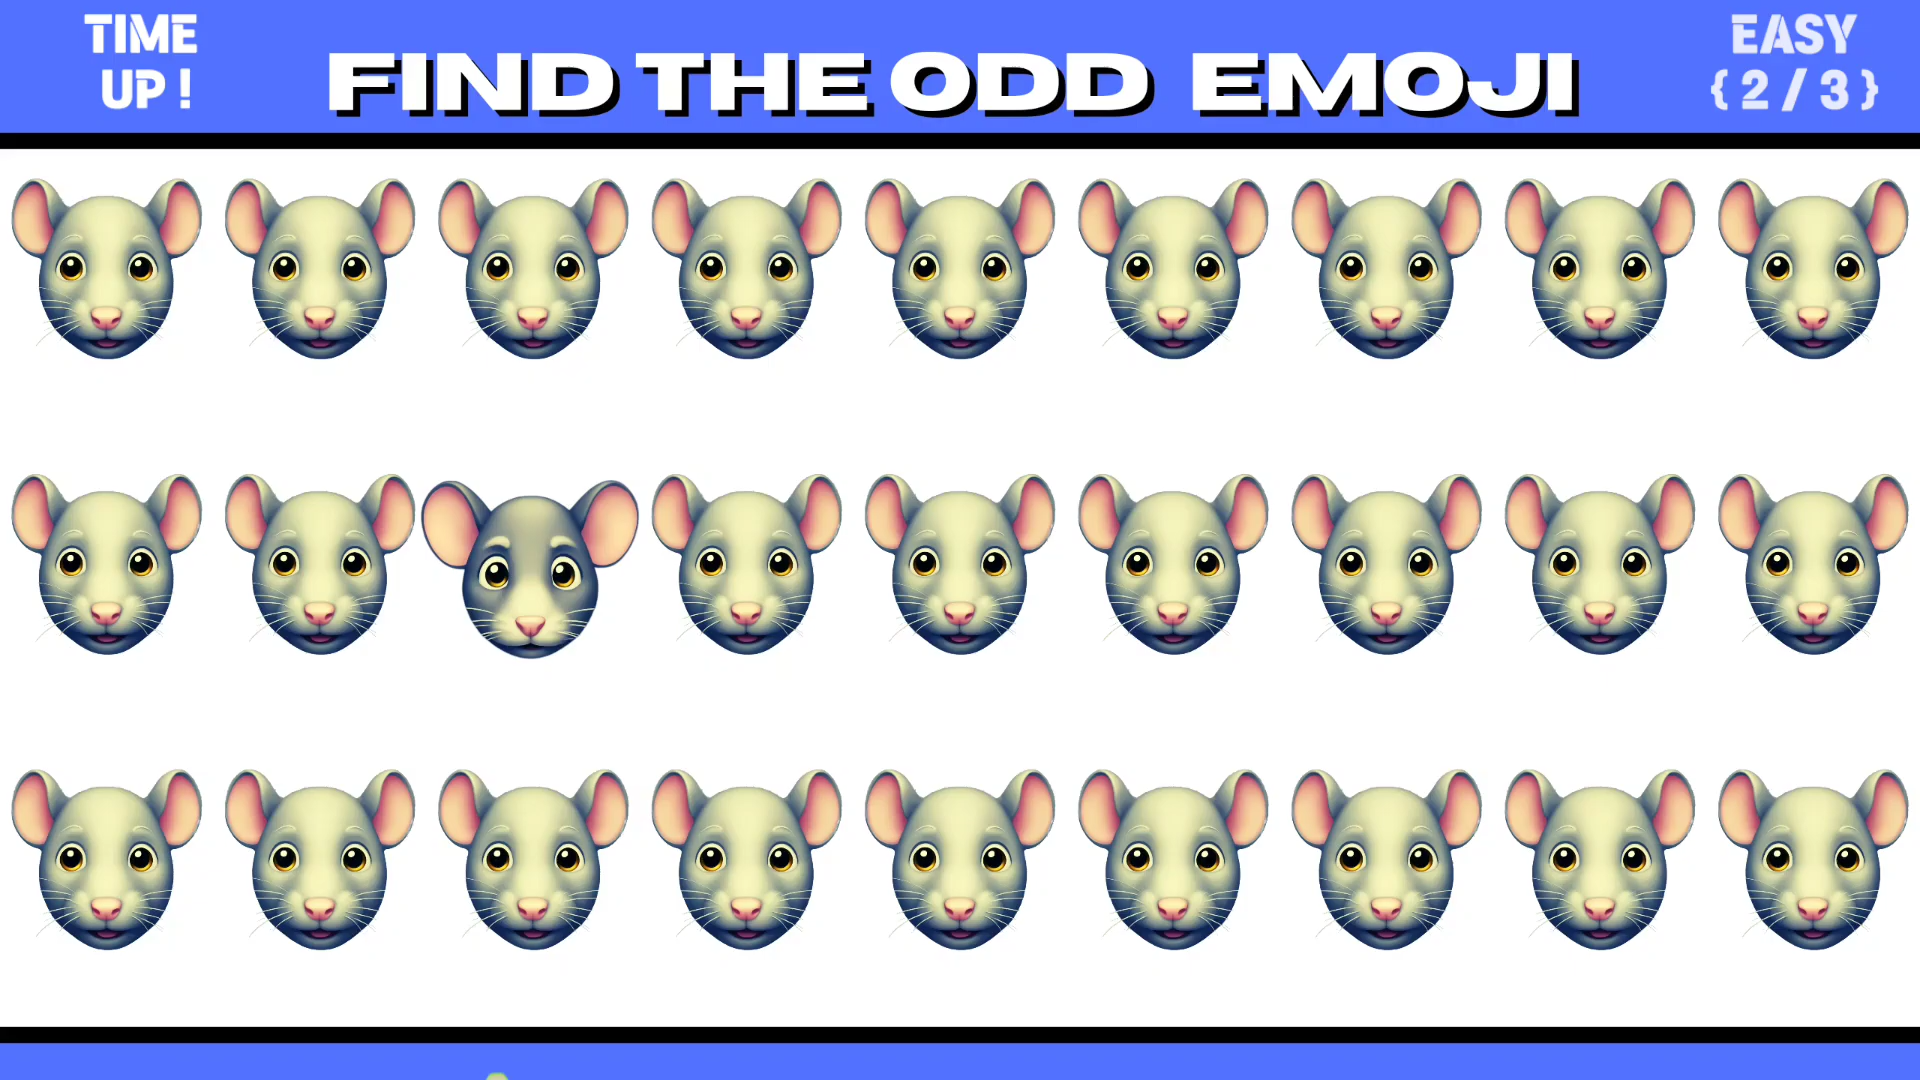 TIME
UP !
FIND THE ODD EMOJI
EASY
{ 2 / 3 }